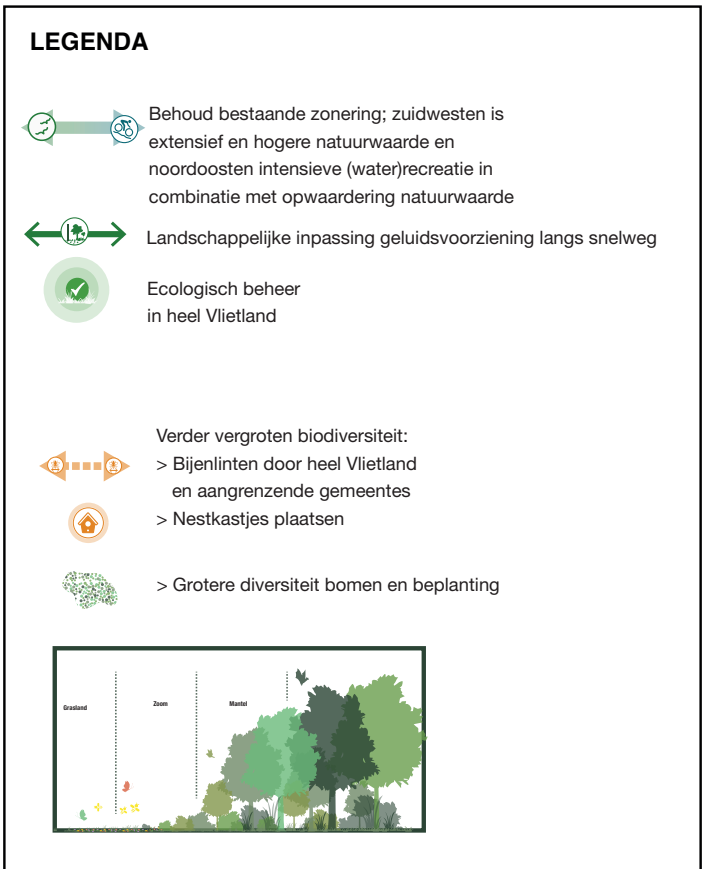 LEGENDA
Behoud bestaande zonering; zuidwesten is
extensief en hogere natuurwaarde en
noordoosten intensieve (water)recreatie in
combinatie met opwaardering natuurwaarde
Landschappelijke inpassing geluidsvoorziening langs snelweg
Ecologisch beheer
in heel Vlietland
Verder vergroten biodiversiteit:
> Bijenlinten door heel Vlietland
en aangrenzende gemeentes
> Nestkastjes plaatsen
> Grotere diversiteit bomen en beplanting
Grasland
Zoom
Mantel